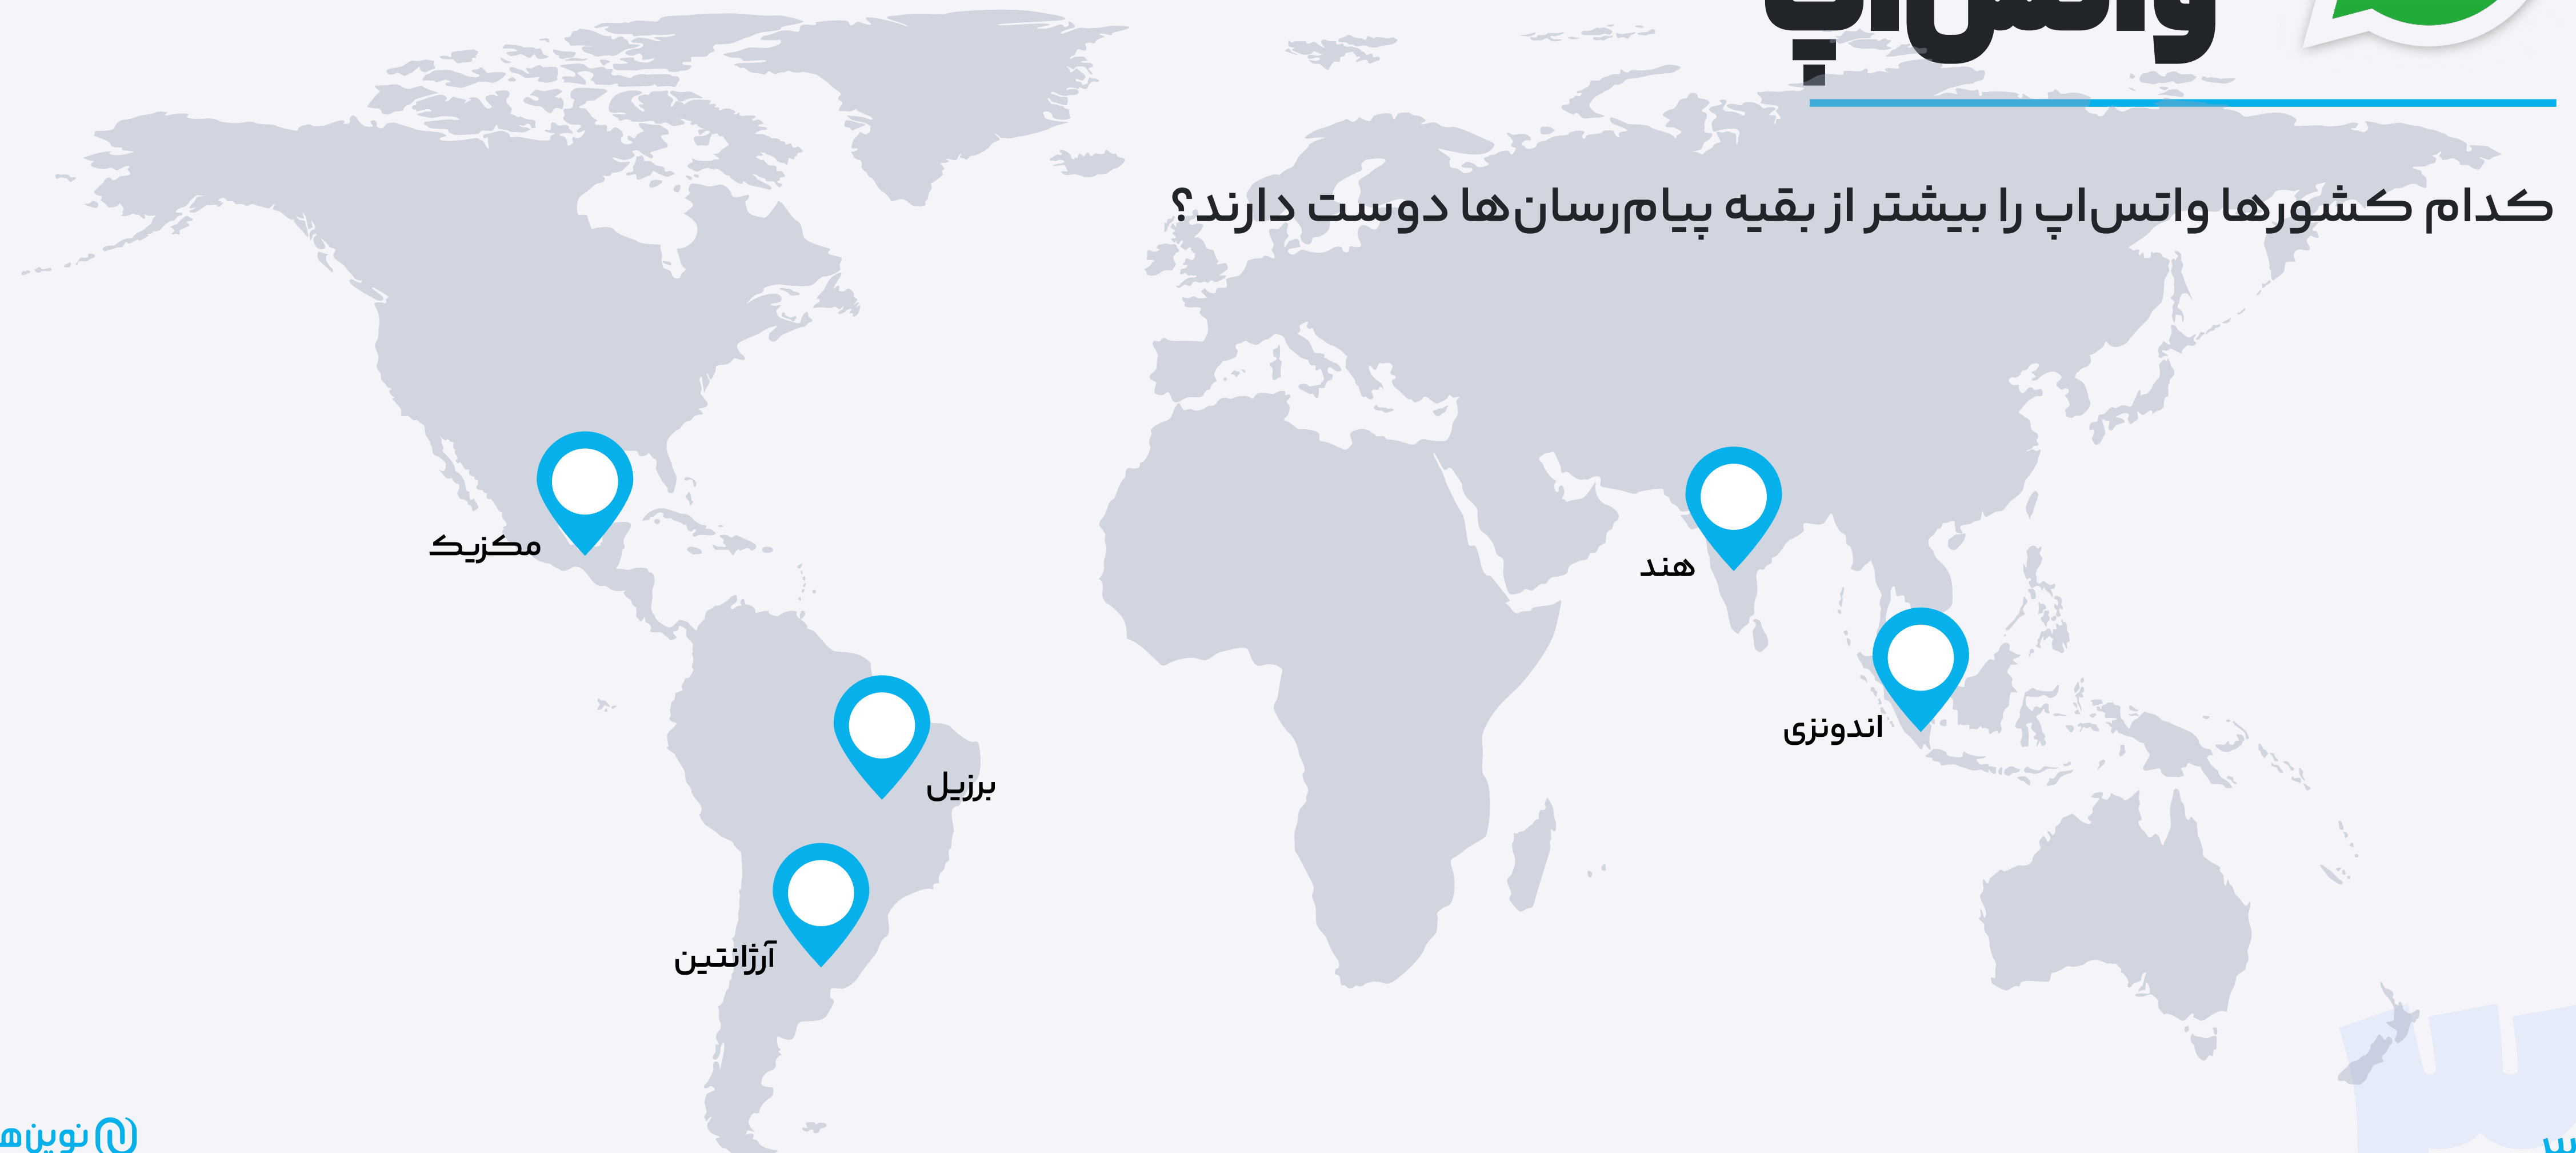 واتس‌اپ
کدام کشورها واتس‌اپ را بیشتر از بقیه پیام‌رسان‌ها دوست دارند؟
مکزیک
هند
اندونزی
برزیل
آرژانتین
نوین‌ه